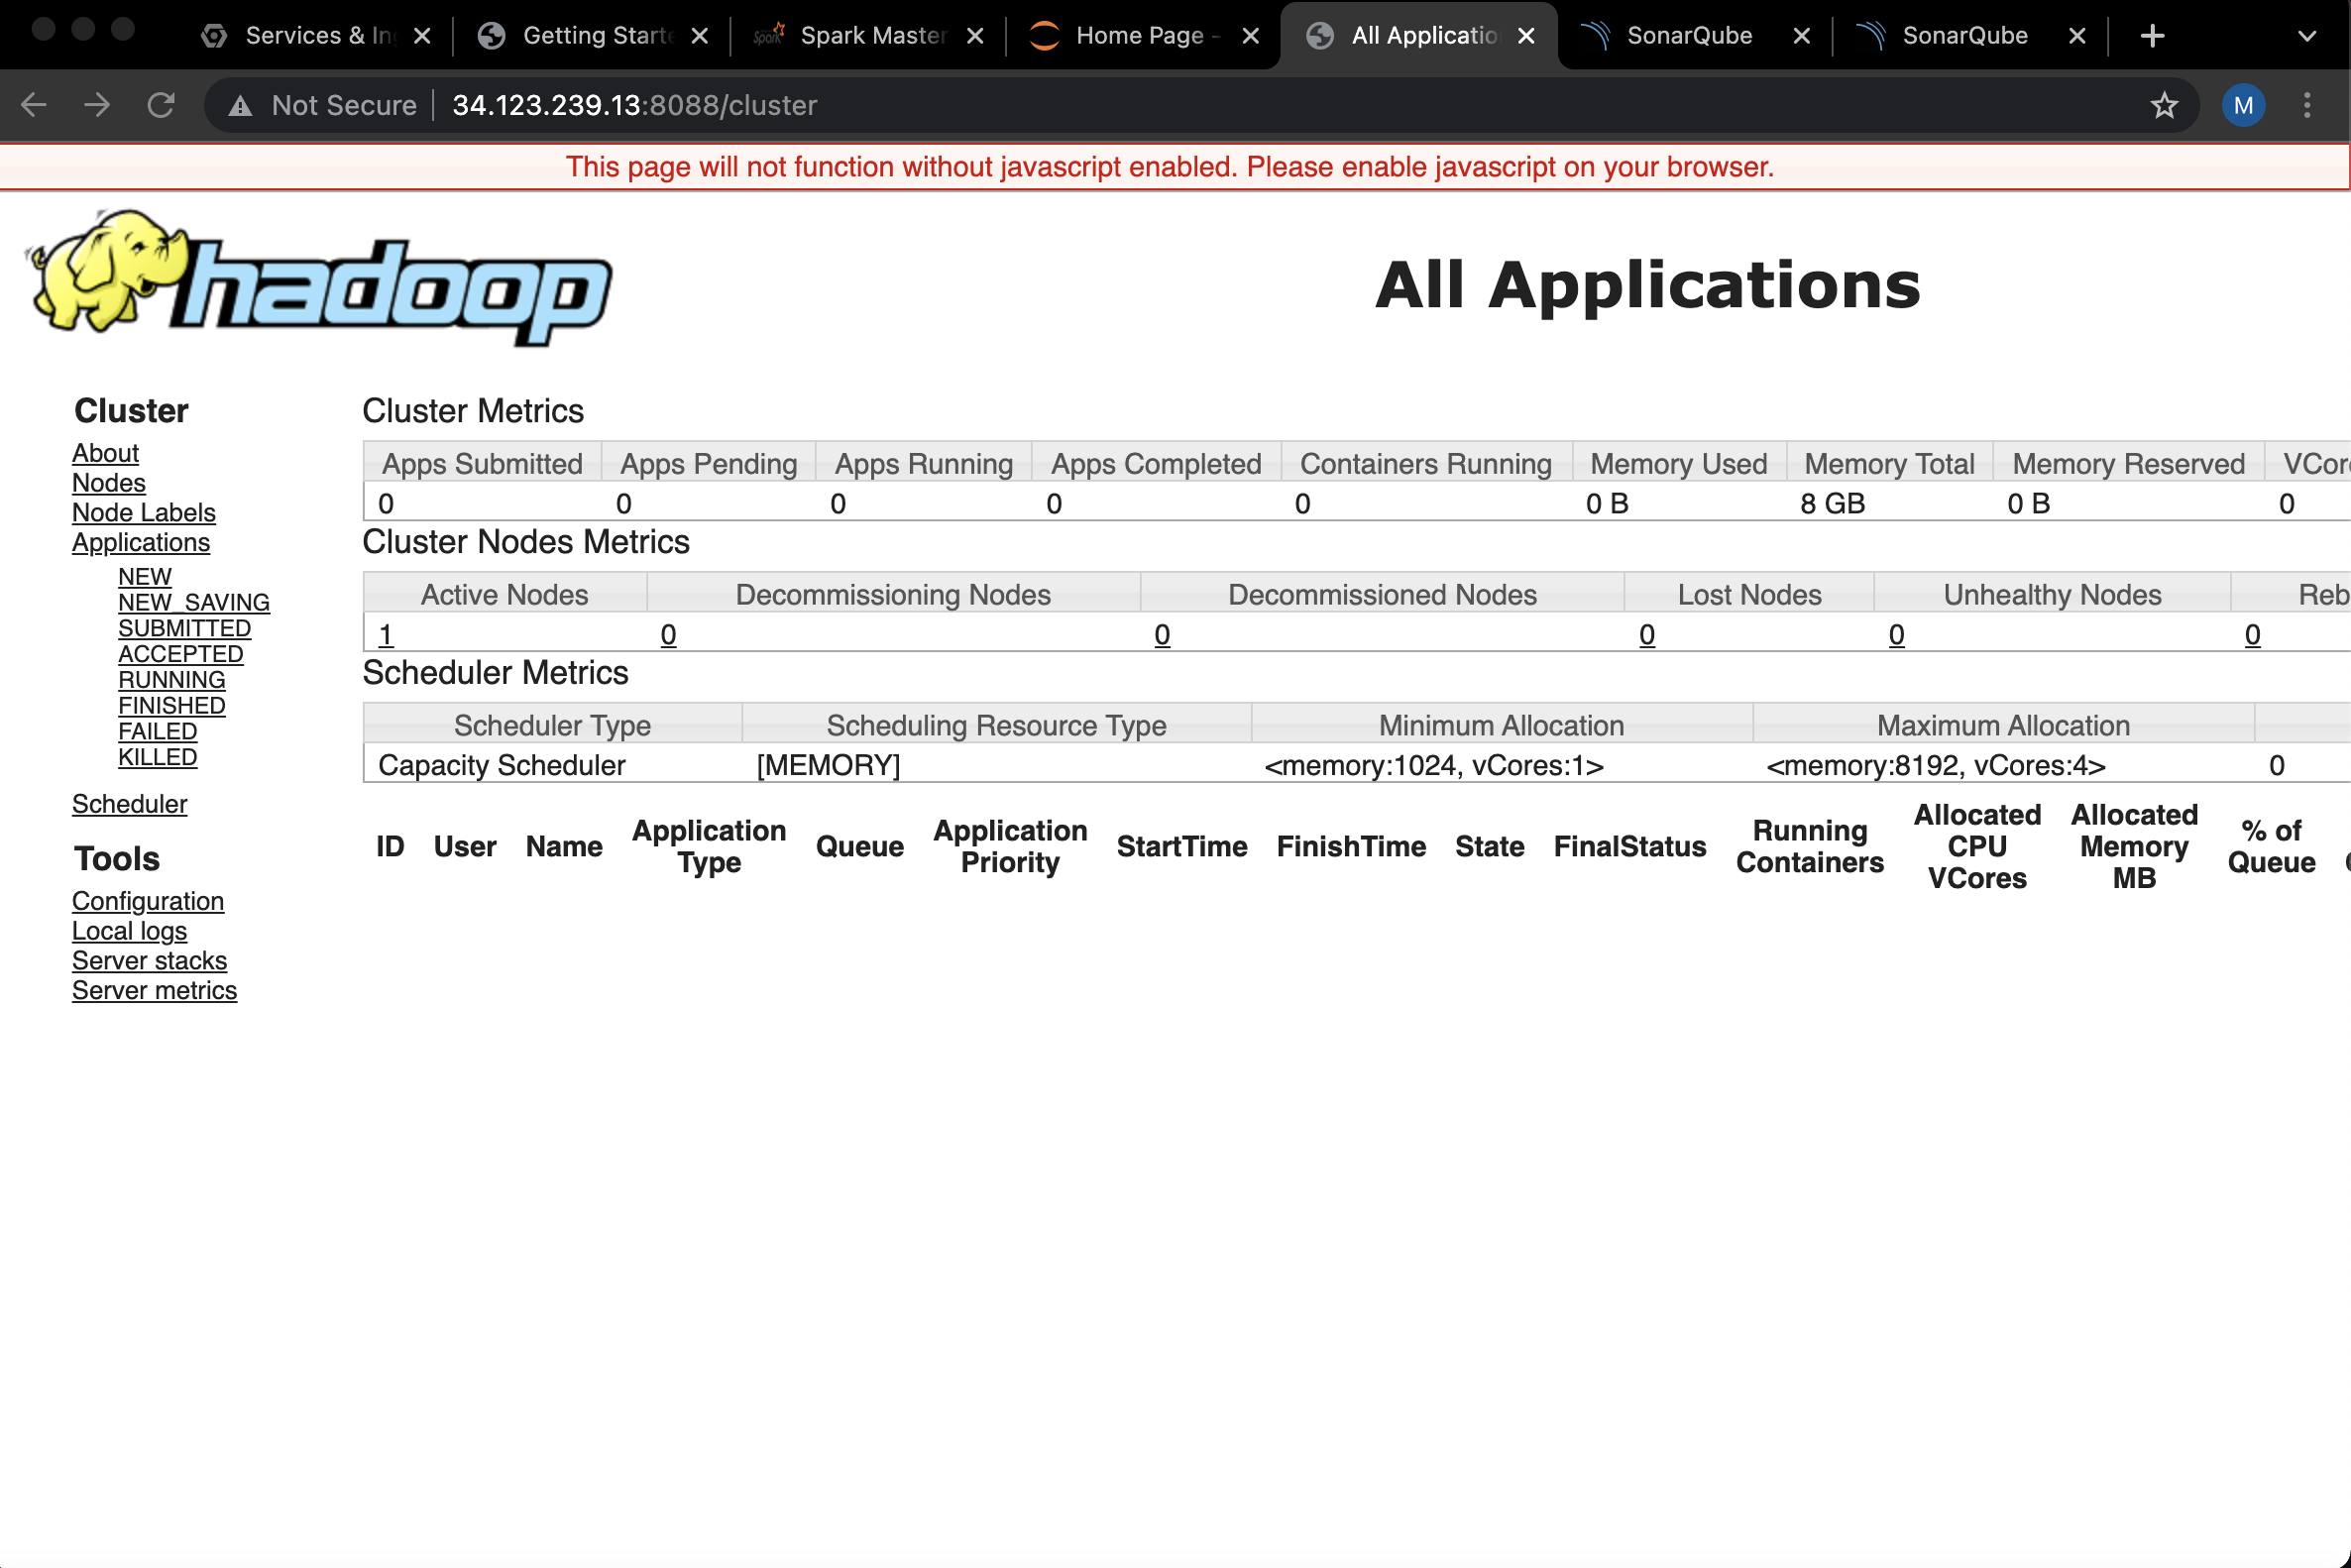 Services & In
Getting Starte
Spark Master
Home Page -
All Applicatio
SonarQube
SonarQube
Not Secure
34.123.239.13:8088/cluster
M
This page will not function without javascript enabled. Please enable javascript on your browser.
hadoop
All Applications
Cluster
About
Nodes
Node Labels
Applications
NEW
NEW_SAVING
SUBMITTED
ACCEPTED
RUNNING
FINISHED
FAILED
KILLED
Scheduler
Tools
Configuration
Local logs
Server stacks
Server metrics
Cluster Metrics
Apps Submitted Apps Pending Apps Running Apps Completed Containers Running Memory Used Memory Total Memory Reserved VCor
0 0 0 0 0 0 B 8 GB 0 B 0
Cluster Nodes Metrics
Active Nodes Decommissioning Nodes Decommissioned Nodes Lost Nodes Unhealthy Nodes Reb
1 0 0 0 0 0
Scheduler Metrics
Scheduler Type Scheduling Resource Type Minimum Allocation Maximum Allocation
Capacity Scheduler [MEMORY] <memory:1024, vCores:1> <memory:8192, vCores:4> 0
ID User Name Application Type Queue Application Priority StartTime FinishTime State FinalStatus Running Containers Allocated CPU VCores Allocated Memory MB % of Queue